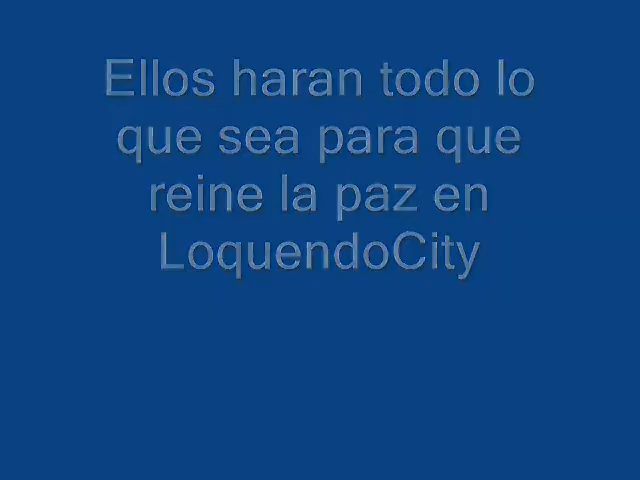 Ellos haran todo lo
que sea para que
reine la paz en
LoquendoCity